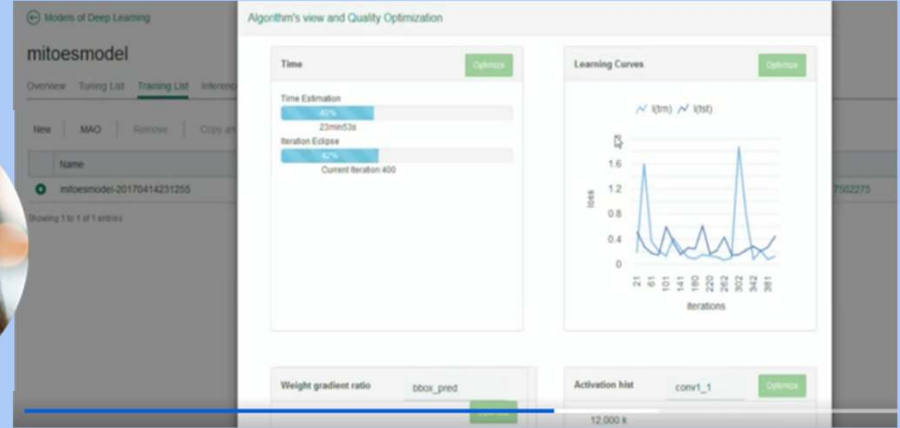 Models of Deep Learning
mitoesmodel
Overview Tuning List Training List Inferenc
New MAO Remove Copy an
Name
mitoesmodel-20170414231255
Showing 1 to 1 of 1 entries
7502275
Algorithm's view and Quality Optimization
Time Optimize
Time Estimation
40%
23min53s
Iteration Eclipse
42%
Current Iteration:400
Learning Curves Optimize
l(trn) l(tst)
1.6
1.2
0.8
0.4
0
loss
21 61 101 141 180 220 262 302 342 381
Iterations
Weight gradient ratio bbox_pred
Activation hist conv1_1 Optimize
12,000 k